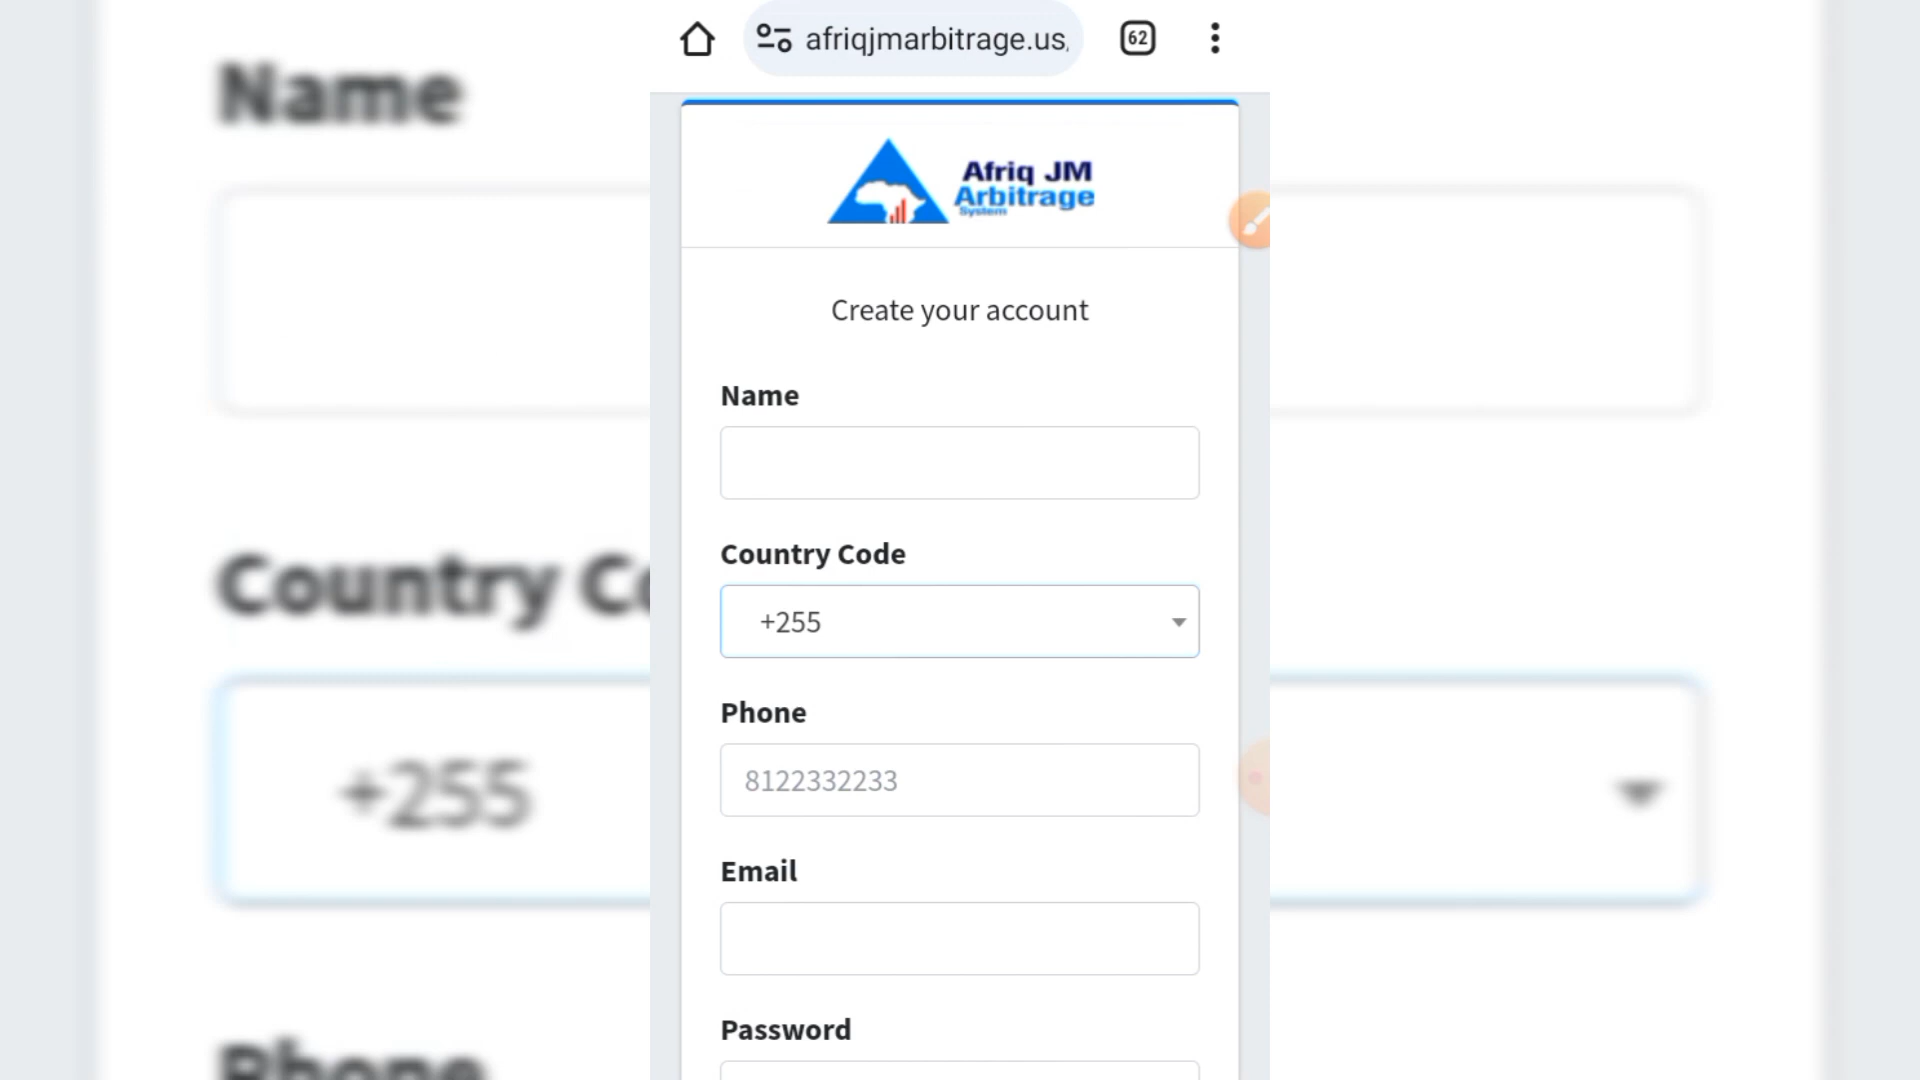 afriqjmarbitrage.us
62
Afriq JM
Arbitrage
System
Create your account
Name
Country Code
+255
Phone
8122332233
Email
Password
Name
Country Co
+255
Phone